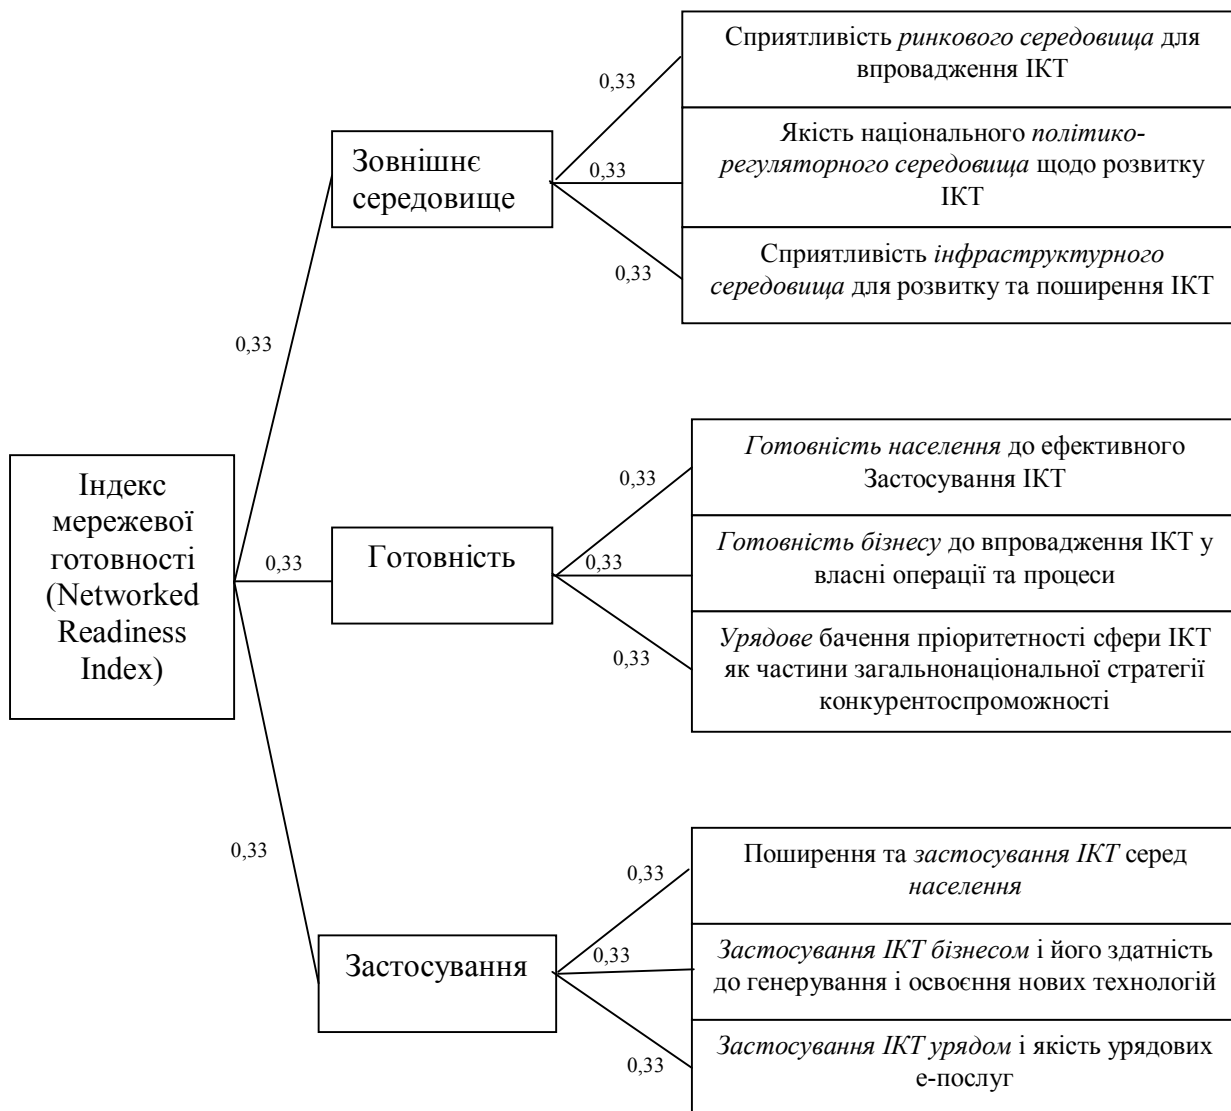 Сприятливість ринкового середовища для
впровадження ІКТ
0,33
Зовнішнє
середовище
0,33
Якість національного політико-
регуляторного середовища щодо розвитку
ІКТ
0,33
Сприятливість інфраструктурного
середовища для розвитку та поширення ІКТ
0,33
Індекс
мережевої
готовності
(Networked
Readiness
Index)
0,33
Готовність
0,33
Готовність населення до ефективного
Застосування ІКТ
0,33
Готовність бізнесу до впровадження ІКТ у
власні операції та процеси
0,33
Урядове бачення пріоритетності сфери ІКТ
як частини загальнонаціональної стратегії
конкурентоспроможності
0,33
Застосування
0,33
Поширення та застосування ІКТ серед
населення
0,33
Застосування ІКТ бізнесом і його здатність
до генерування і освоєння нових технологій
0,33
Застосування ІКТ урядом і якість урядових
е-послуг